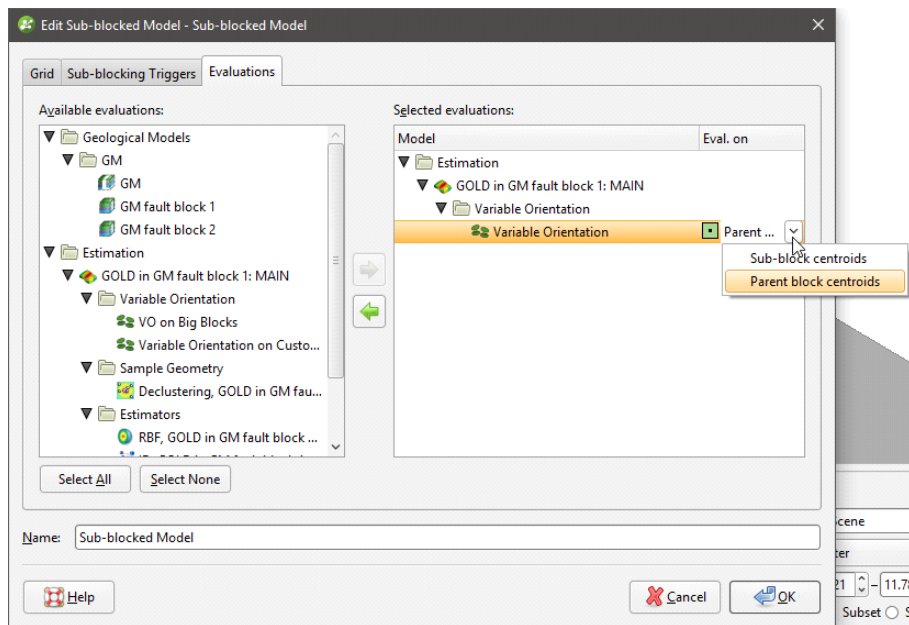 Edit Sub-blocked Model - Sub-blocked Model
Grid
Sub-blocking Triggers
Evaluations
Available evaluations:
Geological Models
GM
GM
GM fault block 1
GM fault block 2
Estimation
GOLD in GM fault block 1: MAIN
Variable Orientation
VO on Big Blocks
Variable Orientation on Custo...
Sample Geometry
Declustering, GOLD in GM fau...
Estimators
RBF, GOLD in GM fault block ...
Select All
Select None
Selected evaluations:
Model
Eval. on
Estimation
GOLD in GM fault block 1: MAIN
Variable Orientation
Variable Orientation
Parent ...
Sub-block centroids
Parent block centroids
Name:
Sub-blocked Model
Help
Cancel
OK
Subset